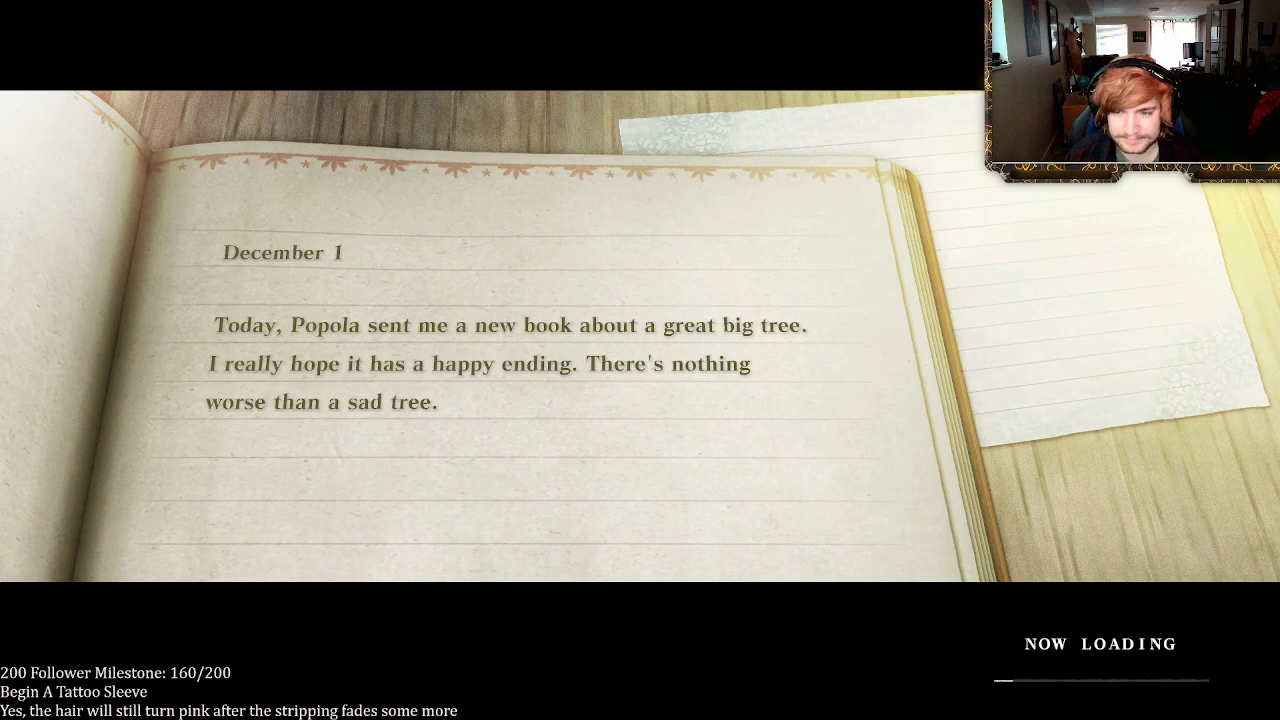 December 1
Today, Popola sent me a new book about a great big tree.
I really hope it has a happy ending. There's nothing
worse than a sad tree.
NOW LOADING
200 Follower Milestone: 160/200
Begin A Tattoo Sleeve
Yes, the hair will still turn pink after the stripping fades some more